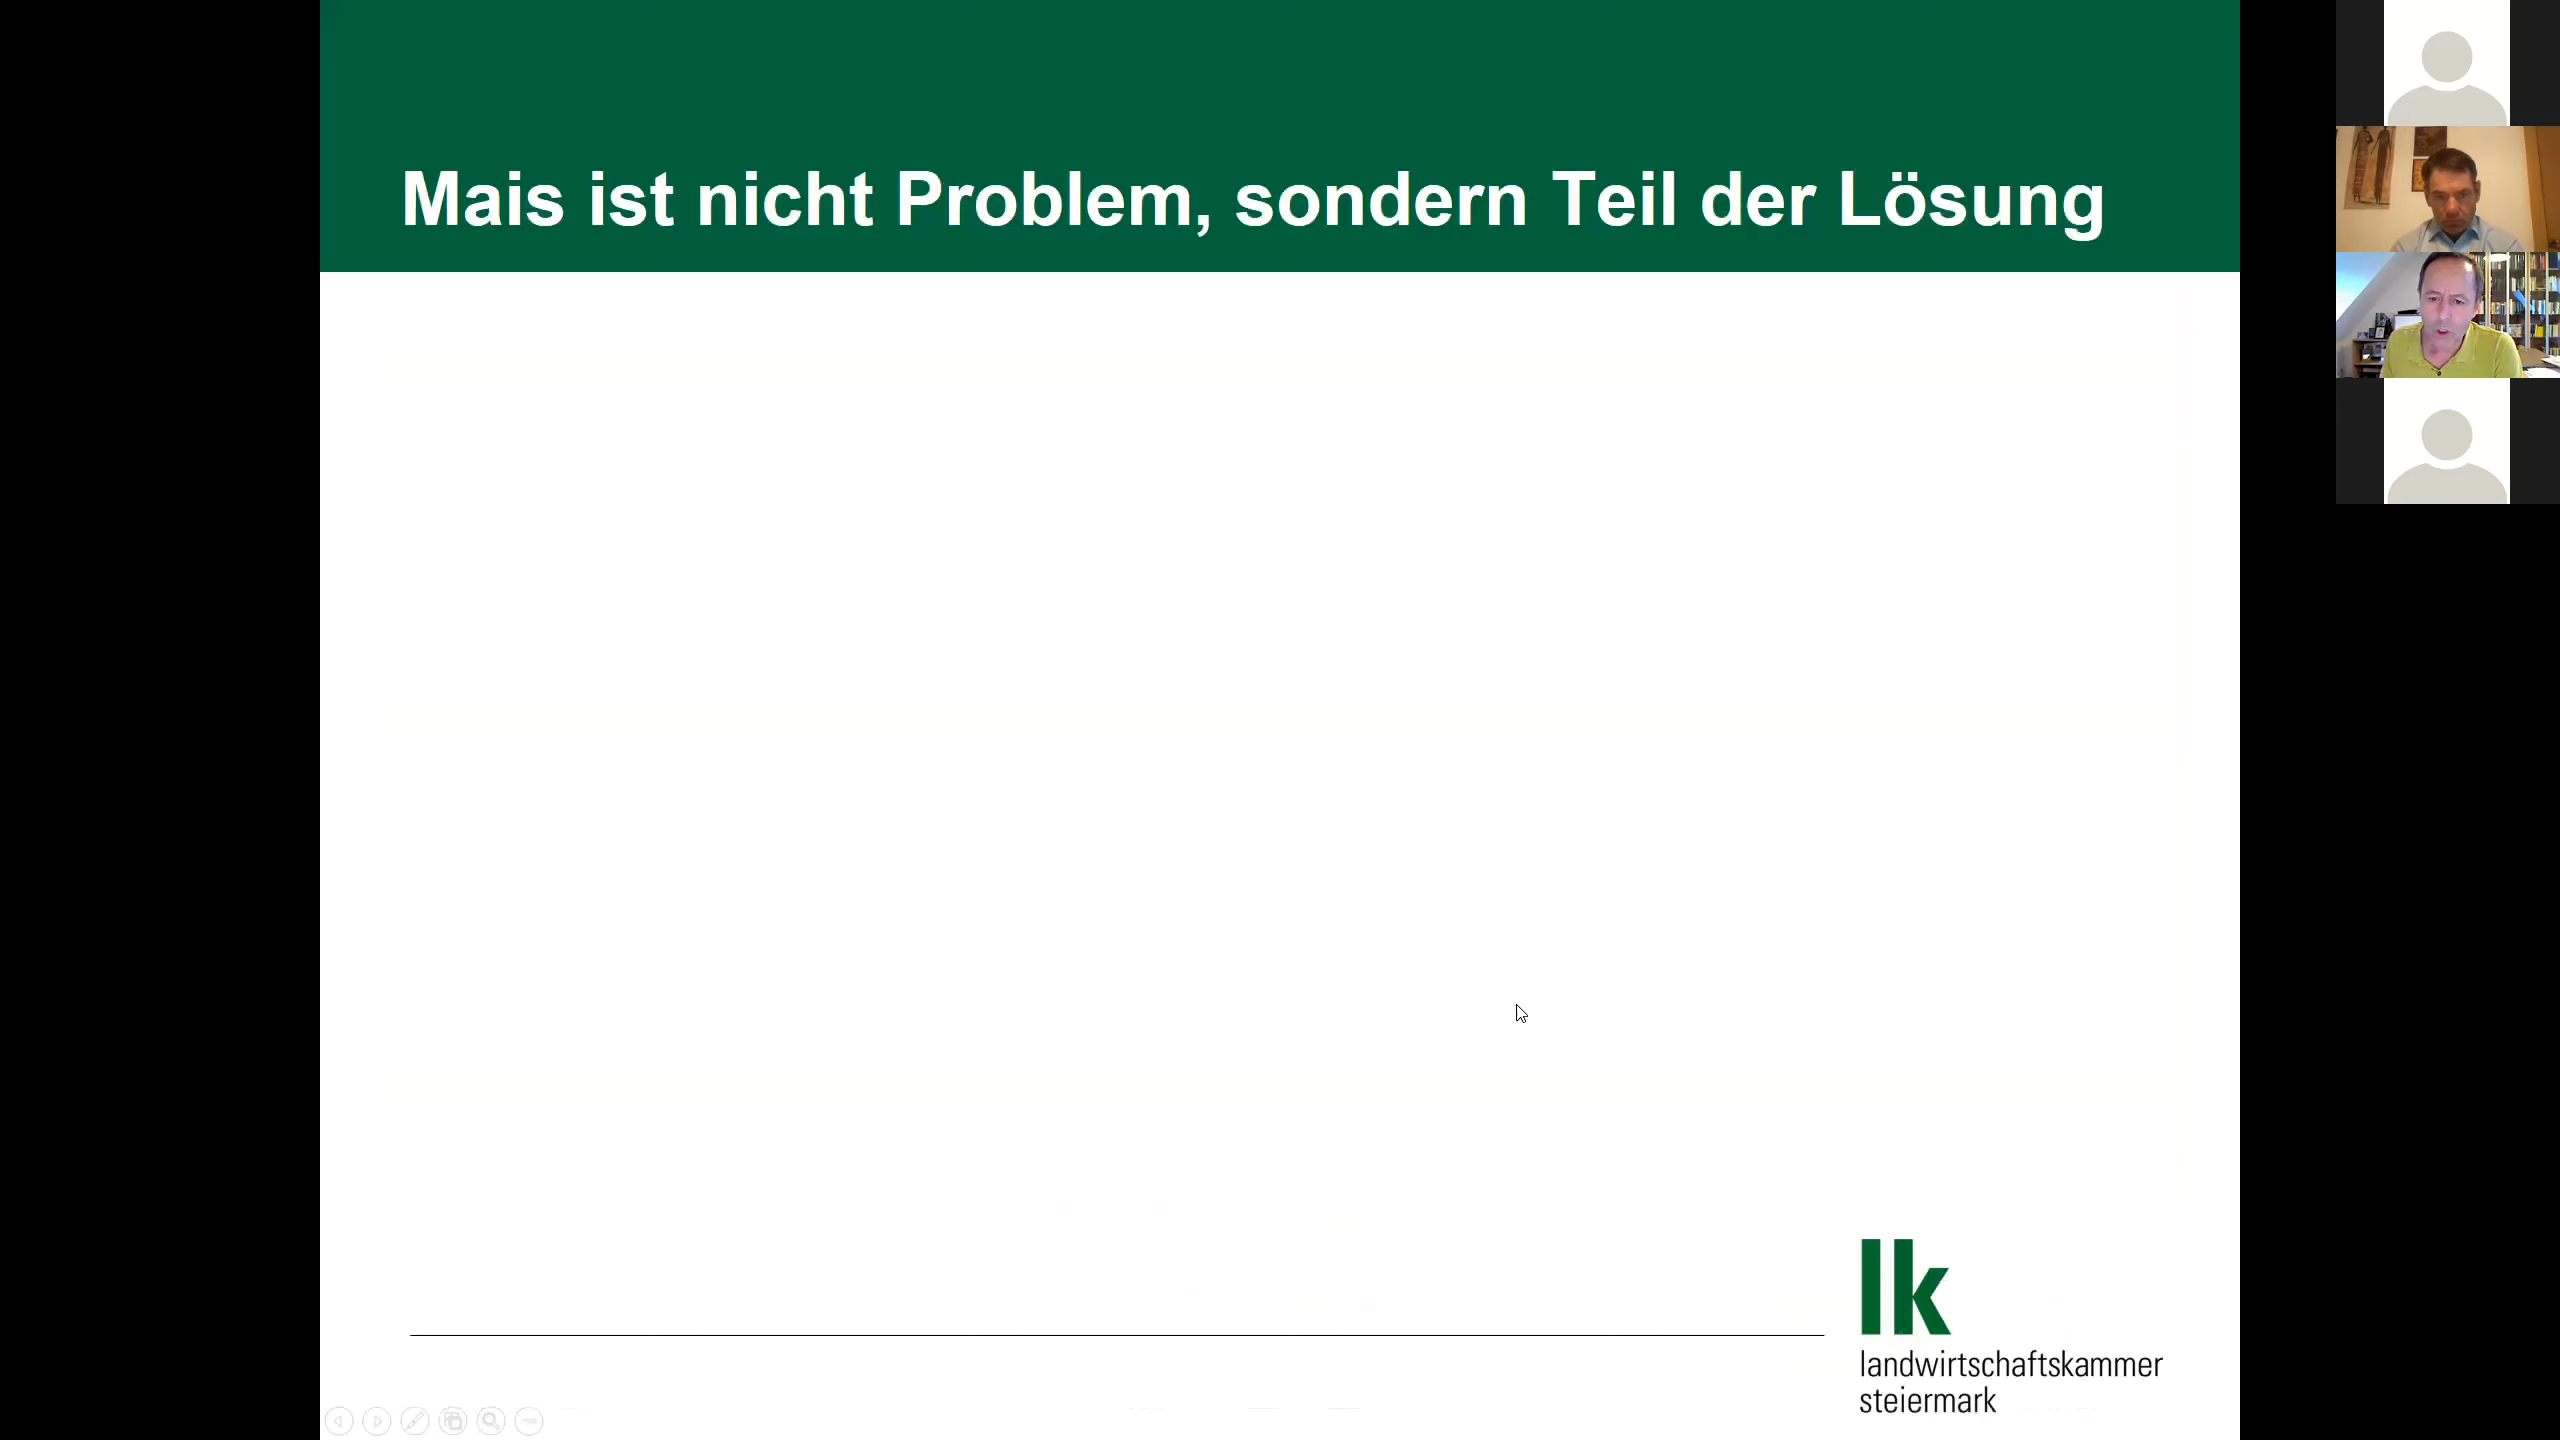 Mais ist nicht Problem, sondern Teil der Lösung
lk
landwirtschaftskammer
steiermark